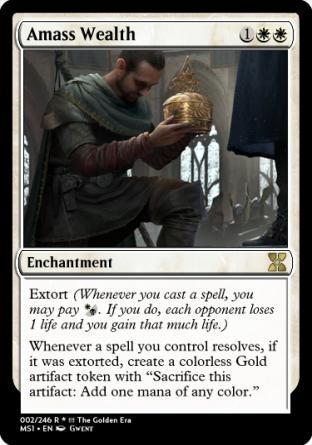 Amass Wealth 1
Enchantment
Extort (Whenever you cast a spell, you
may pay . If you do, each opponent loses
1 life and you gain that much life.)
Whenever a spell you control resolves, if
it was extorted, create a colorless Gold
artifact token with “Sacrifice this
artifact: Add one mana of any color.”
002/246 R * The Golden Era
MSI • EN GWENT